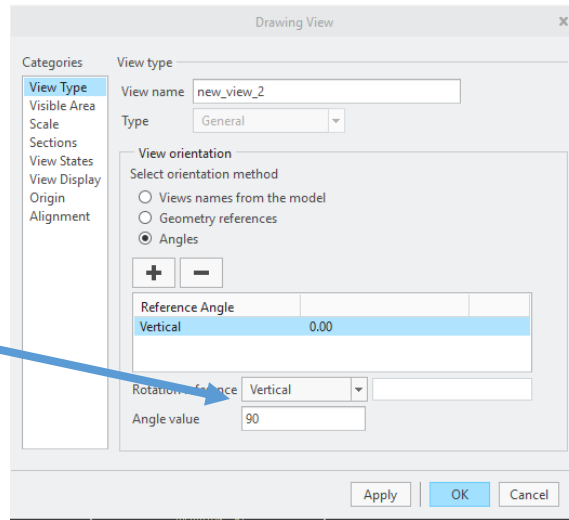 Drawing View x
Categories View type
View Type
Visible Area
Scale
Sections
View States
View Display
Origin
Alignment
View name new_view_2
Type General
View orientation
Select orientation method
Views names from the model
Geometry references
Angles
+ −
Reference Angle
Vertical 0.00
Rotation Vertical
Angle value 90
Apply OK Cancel